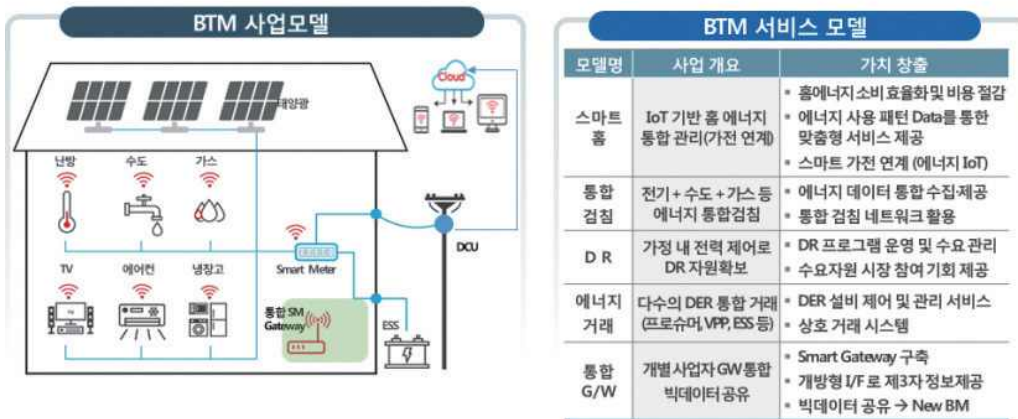 BTM 사업모델
Cloud
태양광
난방 수도 가스
Smart Meter
DCU
TV 에어컨 냉장고
통합 SM
Gateway
ESS
BTM 서비스 모델
모델명 사업 개요 가치 창출
스마트
홈
IoT 기반 홈 에너지
통합 관리(가전 연계)
▪ 홈에너지 소비 효율화 및 비용 절감
▪ 에너지 사용 패턴 Data를 통한
맞춤형 서비스 제공
▪ 스마트 가전 연계 (에너지 IoT)
통합
검침
전기 + 수도 + 가스 등
에너지 통합검침
▪ 에너지 데이터 통합 수집·제공
▪ 통합 검침 네트워크 활용
D R
가정 내 전력 제어로
DR 자원확보
▪ DR 프로그램 운영 및 수요 관리
▪ 수요자원 시장 참여 기회 제공
에너지
거래
다수의 DER 통합 거래
(프로슈머, VPP, ESS 등)
▪ DER 설비 제어 및 관리 서비스
▪ 상호 거래 시스템
통합
G/W
개별 사업자 GW 통합
빅데이터 공유
▪ Smart Gateway 구축
▪ 개방형 I/F 로 제3자 정보제공
▪ 빅데이터 공유 → New BM